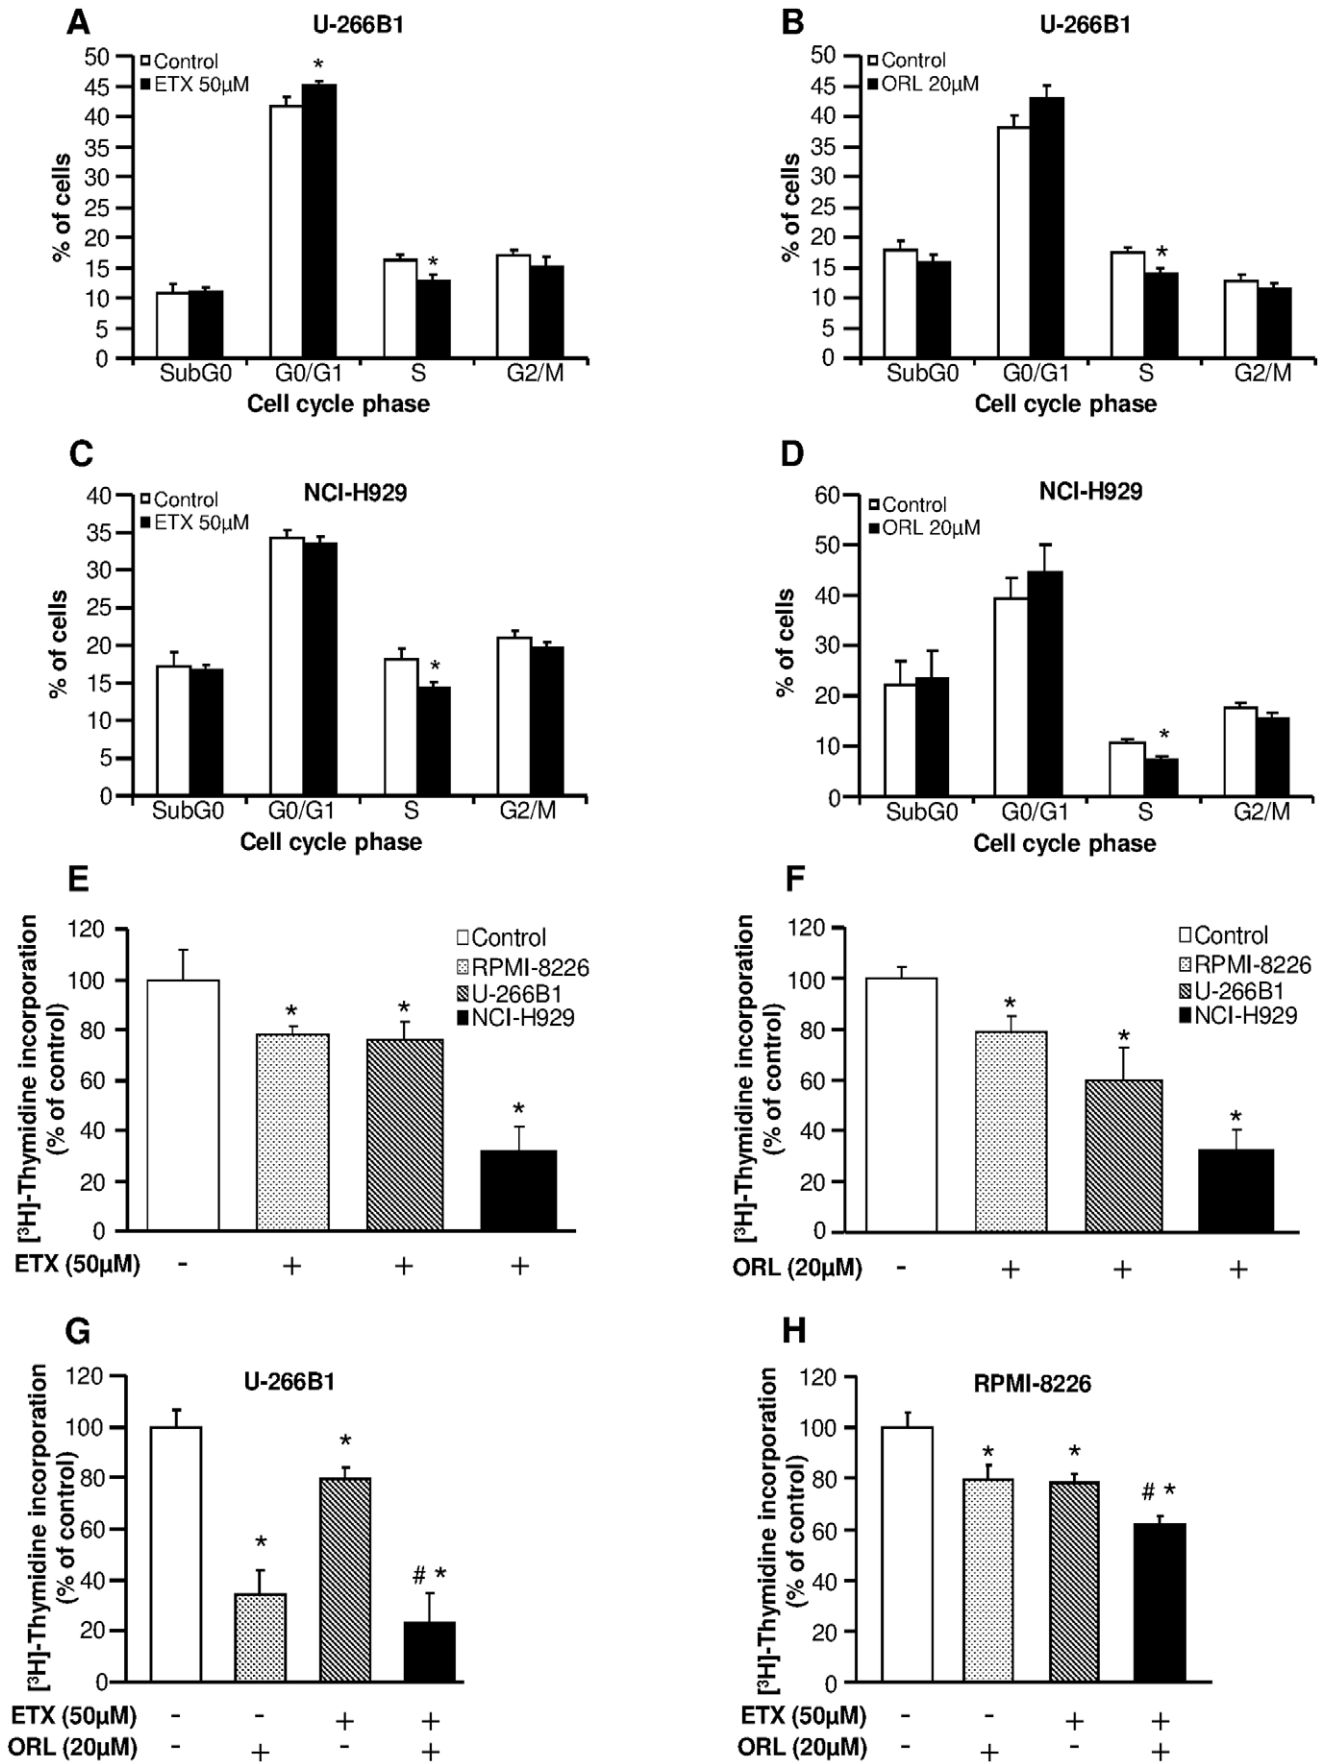 A
U-266B1
50
45
40
35
30
25
20
15
10
5
0
% of cells
Control
ETX 50µM
*
*
SubG0 G0/G1 S G2/M
Cell cycle phase
B
U-266B1
50
45
40
35
30
25
20
15
10
5
0
% of cells
Control
ORL 20µM
*
SubG0 G0/G1 S G2/M
Cell cycle phase
C
NCI-H929
40
35
30
25
20
15
10
5
0
% of cells
Control
ETX 50µM
*
SubG0 G0/G1 S G2/M
Cell cycle phase
D
NCI-H929
60
50
40
30
20
10
0
% of cells
Control
ORL 20µM
*
SubG0 G0/G1 S G2/M
Cell cycle phase
E
120
100
80
60
40
20
0
[³H]-Thymidine incorporation
(% of control)
Control
RPMI-8226
U-266B1
NCI-H929
* * *
ETX (50µM) - + + +
F
120
100
80
60
40
20
0
[³H]-Thymidine incorporation
(% of control)
Control
RPMI-8226
U-266B1
NCI-H929
* * *
ORL (20µM) - + + +
G
U-266B1
120
100
80
60
40
20
0
[³H]-Thymidine incorporation
(% of control)
* * # *
ETX (50µM) - - + +
ORL (20µM) - + - +
H
RPMI-8226
120
100
80
60
40
20
0
[³H]-Thymidine incorporation
(% of control)
* * # *
ETX (50µM) - - + +
ORL (20µM) - + - +